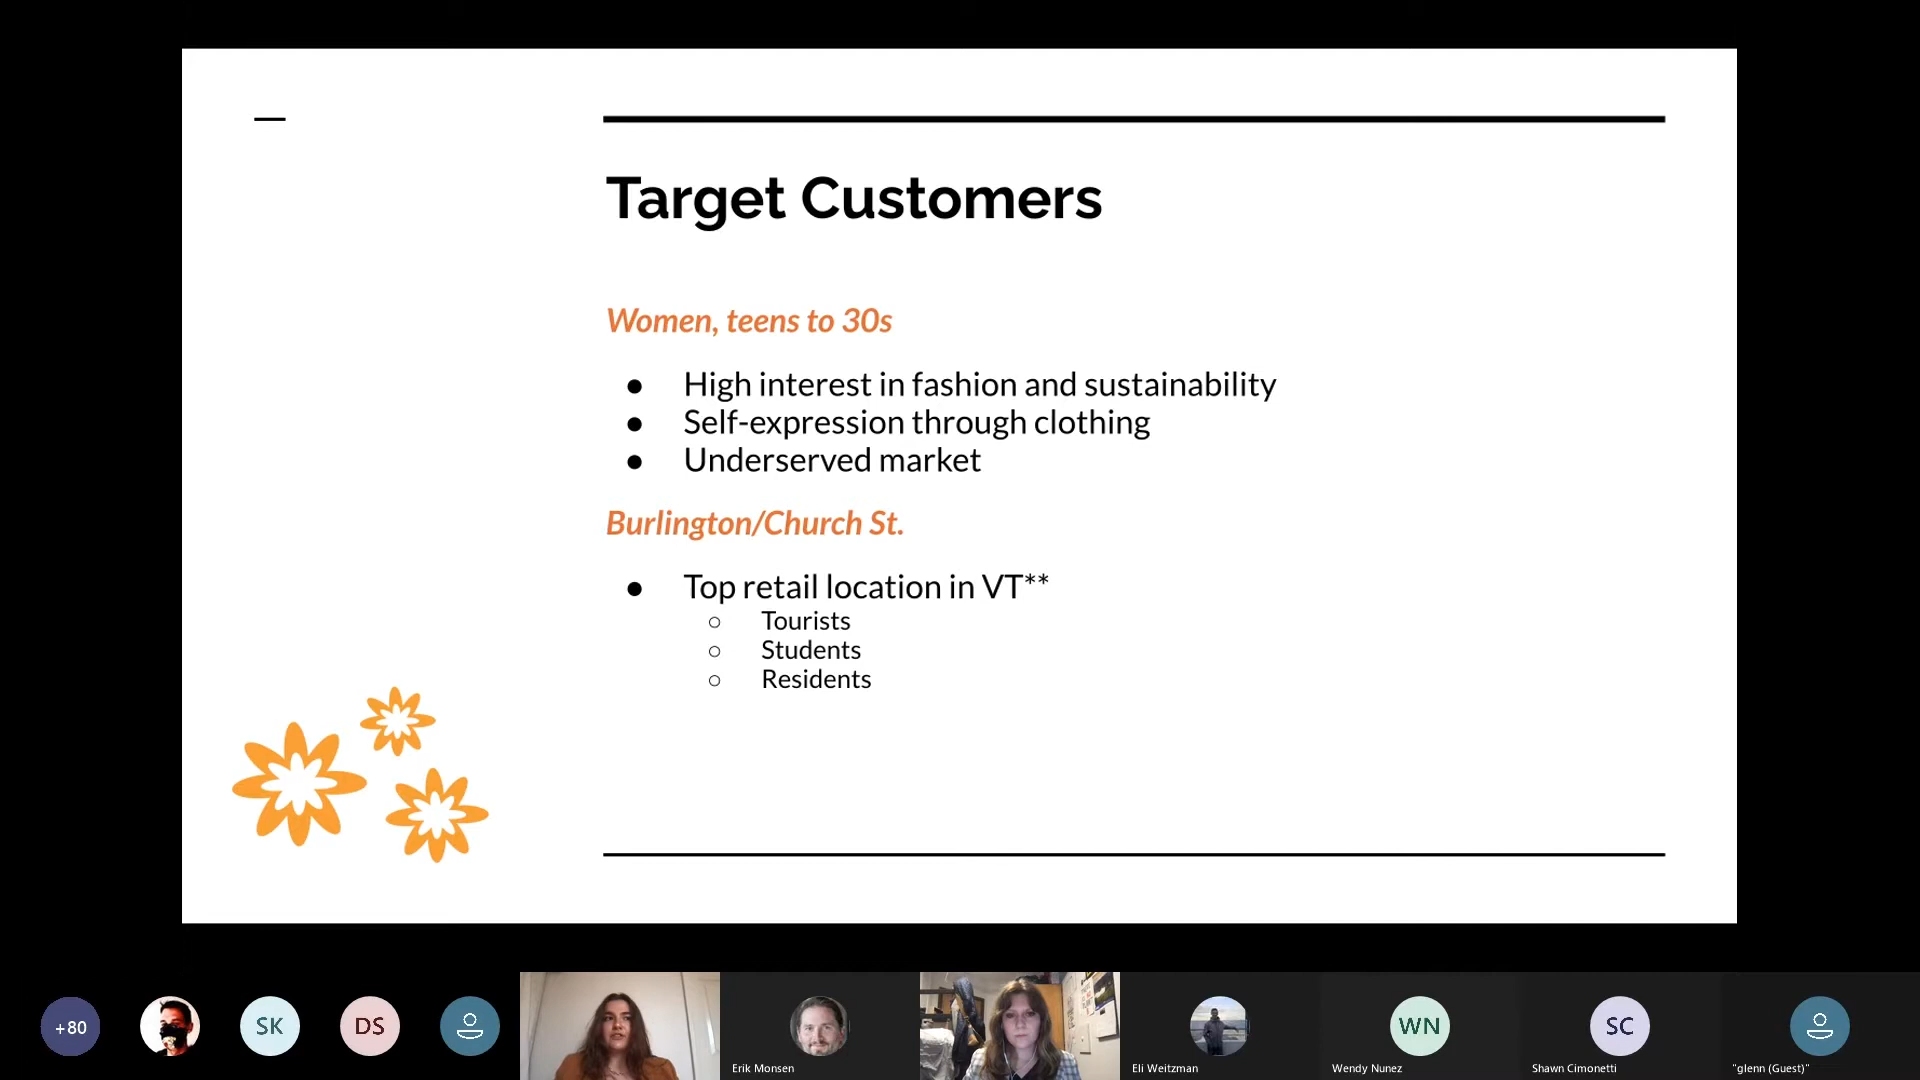 Target Customers
Women, teens to 30s
● High interest in fashion and sustainability
● Self-expression through clothing
● Underserved market
Burlington/Church St.
● Top retail location in VT**
○ Tourists
○ Students
○ Residents
+80
SK
DS
Erik Monsen
Eli Weitzman
WN
Wendy Nunez
SC
Shawn Cimonetti
"glenn (Guest)"